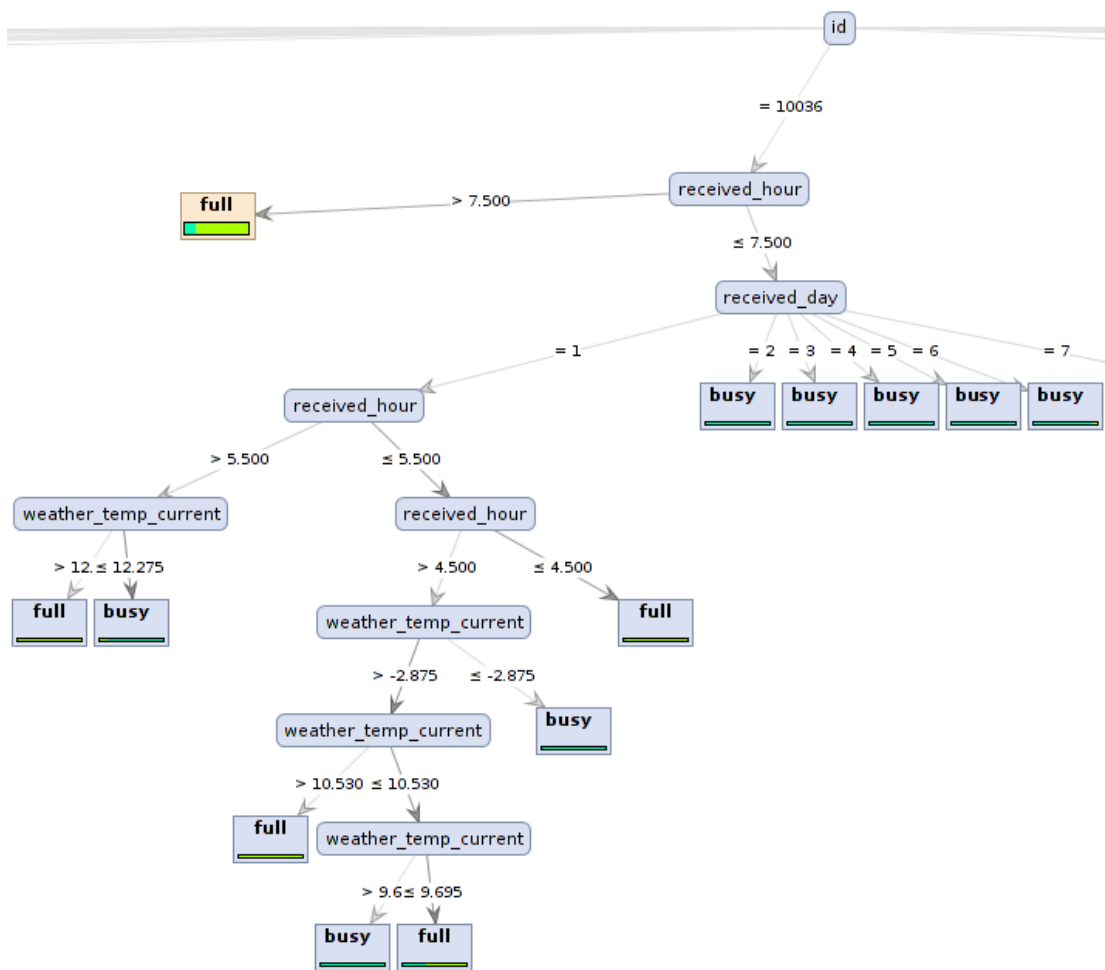 id
= 10036
received_hour
full
> 7.500
≤ 7.500
received_day
= 1
= 2
= 3
= 4
= 5
= 6
= 7
received_hour
busy
busy
busy
busy
busy
> 5.500
≤ 5.500
weather_temp_current
received_hour
> 12.
≤ 12.275
> 4.500
≤ 4.500
full
busy
weather_temp_current
full
> -2.875
≤ -2.875
weather_temp_current
busy
> 10.530
≤ 10.530
full
weather_temp_current
> 9.6
≤ 9.695
busy
full